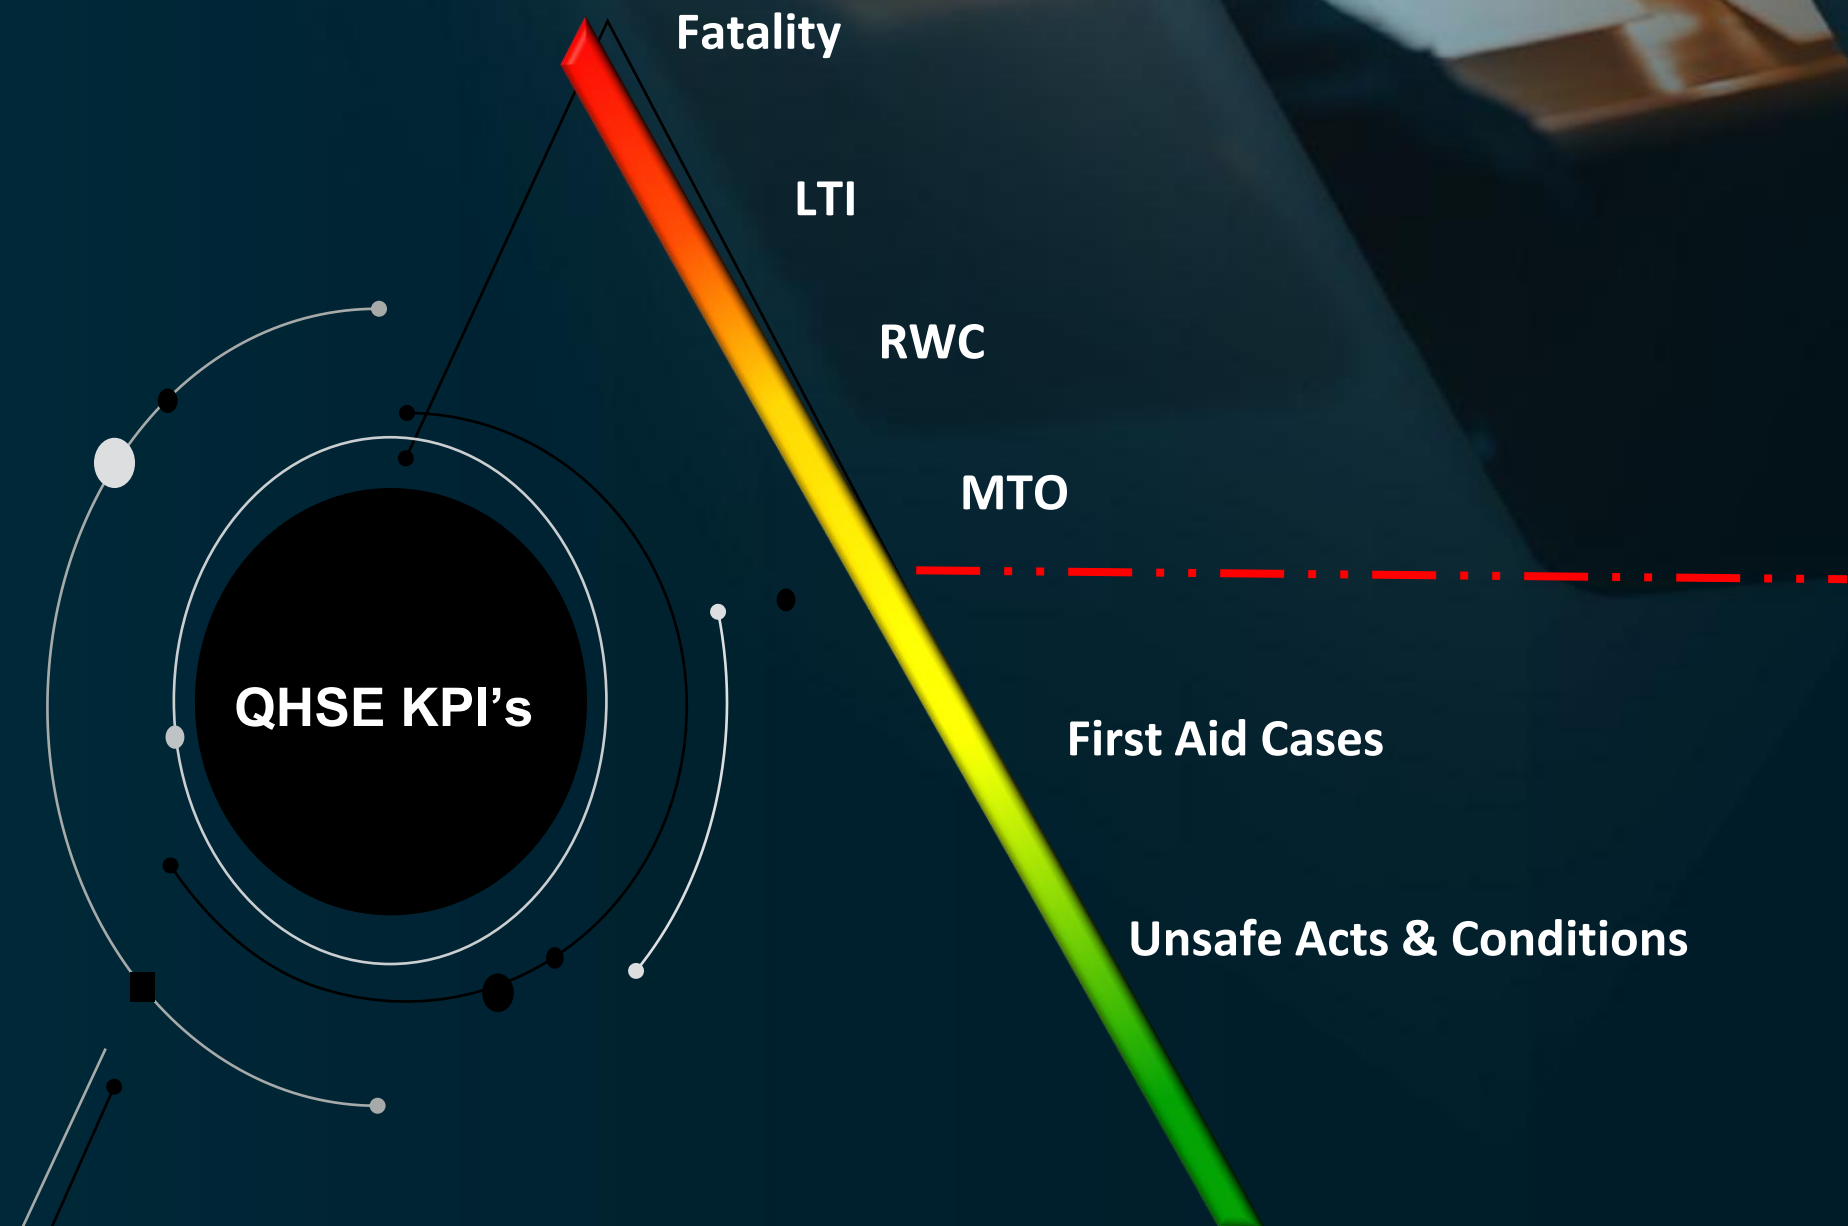 Fatality
LTI
RWC
MTO
QHSE KPI’s
First Aid Cases
Unsafe Acts & Conditions